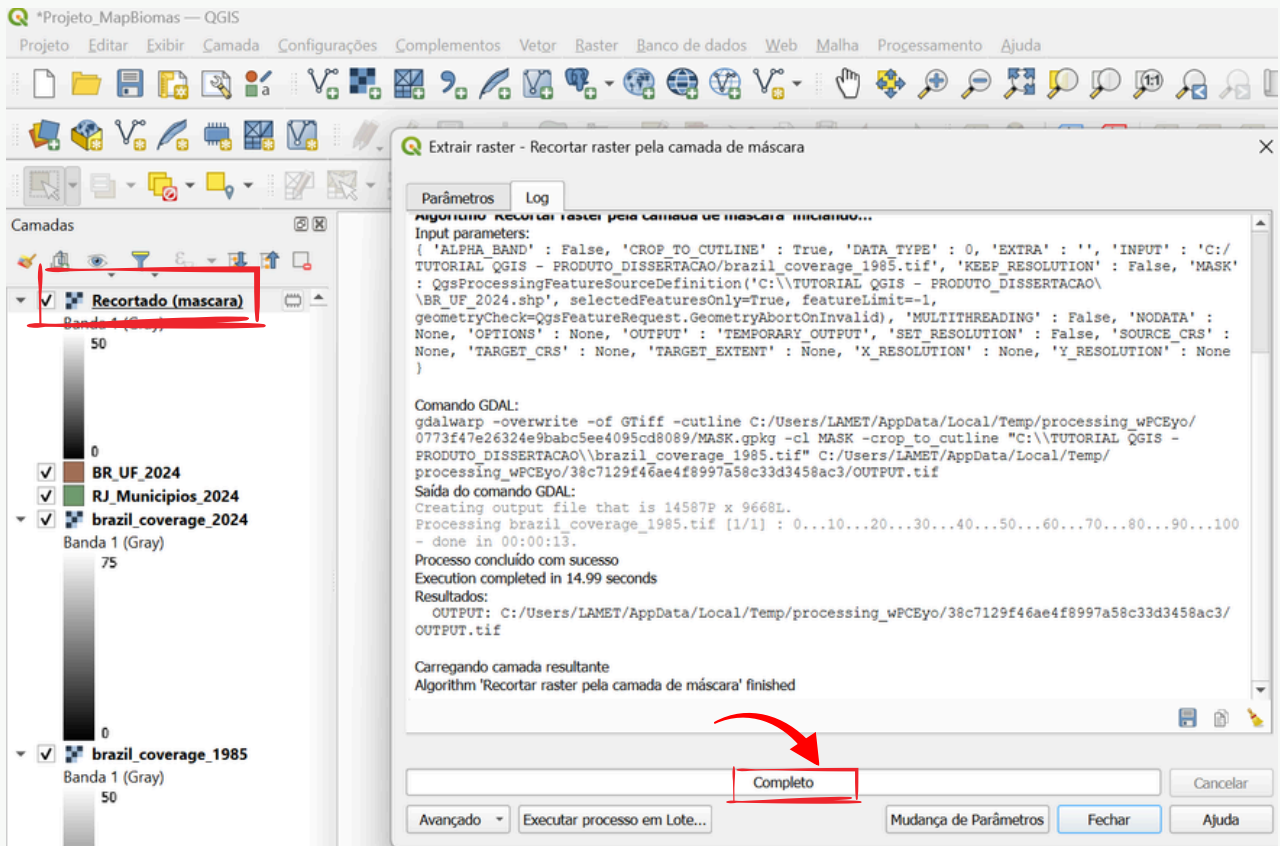 *Projeto_MapBiomas — QGIS
Projeto Editar Exibir Camada Configurações Complementos Vetor Raster Banco de dados Web Malha Processamento Ajuda
1:1
Extrair raster - Recortar raster pela camada de máscara
Parâmetros Log
Algoritmo 'Recortar raster pela camada de máscara' iniciando...
Input parameters:
{ 'ALPHA_BAND' : False, 'CROP_TO_CUTLINE' : True, 'DATA_TYPE' : 0, 'EXTRA' : '', 'INPUT' : 'C:/
TUTORIAL QGIS - PRODUTO_DISSERTACAO/brazil_coverage_1985.tif', 'KEEP_RESOLUTION' : False, 'MASK'
: QgsProcessingFeatureSourceDefinition('C:\\TUTORIAL QGIS - PRODUTO_DISSERTACAO\
\BR_UF_2024.shp', selectedFeaturesOnly=True, featureLimit=-1,
geometryCheck=QgsFeatureRequest.GeometryAbortOnInvalid), 'MULTITHREADING' : False, 'NODATA' :
None, 'OPTIONS' : None, 'OUTPUT' : 'TEMPORARY_OUTPUT', 'SET_RESOLUTION' : False, 'SOURCE_CRS' :
None, 'TARGET_CRS' : None, 'TARGET_EXTENT' : None, 'X_RESOLUTION' : None, 'Y_RESOLUTION' : None
}
Comando GDAL:
gdalwarp -overwrite -of GTiff -cutline C:/Users/LAMET/AppData/Local/Temp/processing_wPCEyo/
0773f47e26324e9babc5ee4095cd8089/MASK.gpkg -cl MASK -crop_to_cutline "C:\\TUTORIAL QGIS -
PRODUTO_DISSERTACAO\\brazil_coverage_1985.tif" C:/Users/LAMET/AppData/Local/Temp/
processing_wPCEyo/38c7129f46ae4f8997a58c33d3458ac3/OUTPUT.tif
Saída do comando GDAL:
Creating output file that is 14587P x 9668L.
Processing brazil_coverage_1985.tif [1/1] : 0...10...20...30...40...50...60...70...80...90...100
- done in 00:00:13.
Processo concluído com sucesso
Execution completed in 14.99 seconds
Resultados:
OUTPUT: C:/Users/LAMET/AppData/Local/Temp/processing_wPCEyo/38c7129f46ae4f8997a58c33d3458ac3/
OUTPUT.tif
Carregando camada resultante
Algorithm 'Recortar raster pela camada de máscara' finished
Completo
Cancelar
Avançado
Executar processo em Lote...
Mudança de Parâmetros
Fechar
Ajuda
Camadas
Recortado (mascara)
Banda 1 (Gray)
50
0
BR_UF_2024
RJ_Municipios_2024
brazil_coverage_2024
Banda 1 (Gray)
75
0
brazil_coverage_1985
Banda 1 (Gray)
50